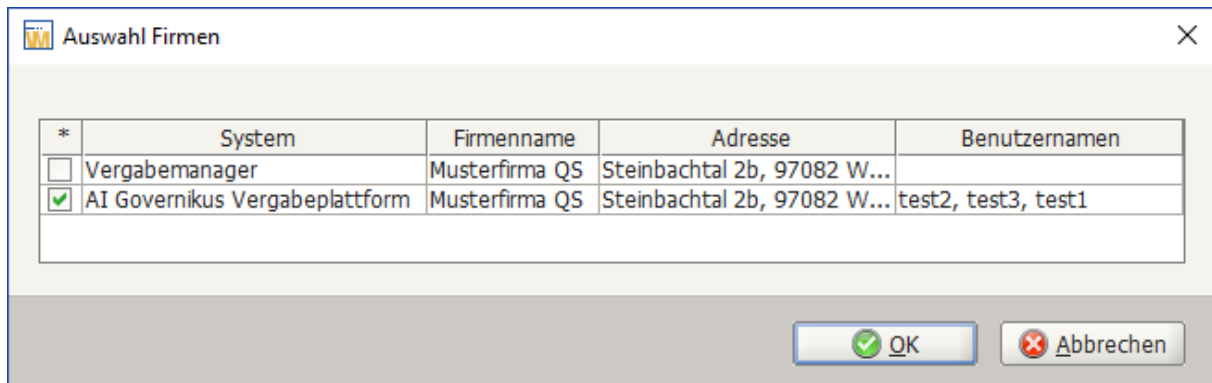 Auswahl Firmen
* System Firmenname Adresse Benutzernamen
Vergabemanager Musterfirma QS Steinbachtal 2b, 97082 W...
AI Governikus Vergabeplattform Musterfirma QS Steinbachtal 2b, 97082 W... test2, test3, test1
OK Abbrechen